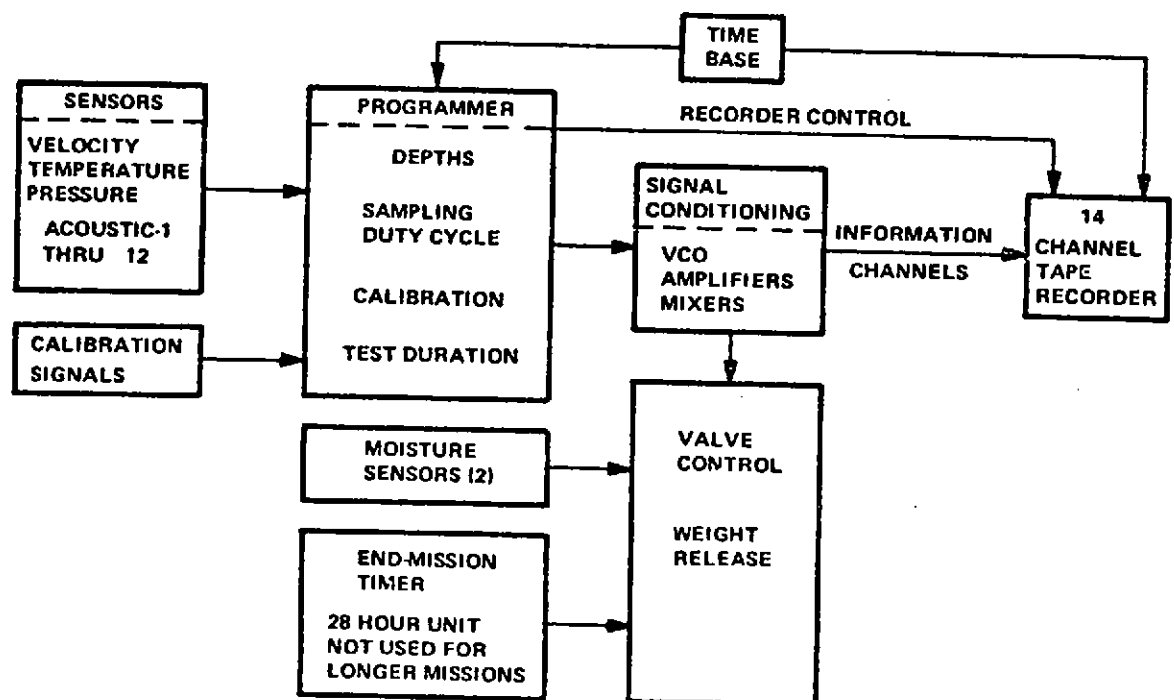 TIME
BASE
SENSORS
VELOCITY
TEMPERATURE
PRESSURE
ACOUSTIC-1
THRU 12
CALIBRATION
SIGNALS
PROGRAMMER
DEPTHS
SAMPLING
DUTY CYCLE
CALIBRATION
TEST DURATION
RECORDER CONTROL
SIGNAL
CONDITIONING
VCO
AMPLIFIERS
MIXERS
INFORMATION
CHANNELS
14
CHANNEL
TAPE
RECORDER
MOISTURE
SENSORS (2)
END-MISSION
TIMER
28 HOUR UNIT
NOT USED FOR
LONGER MISSIONS
VALVE
CONTROL
WEIGHT
RELEASE